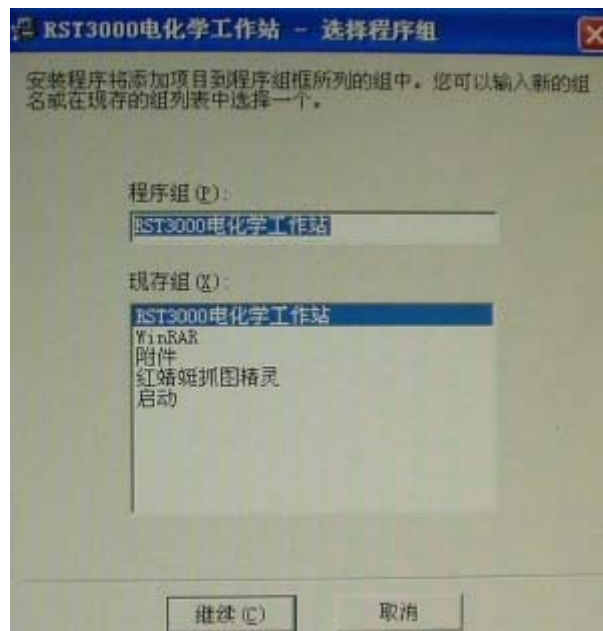 RST3000电化学工作站 - 选择程序组
安装程序将添加项目到程序组框所列的组中。您可以输入新的组
名或在现存的组列表中选择一个。
程序组(P):
RST3000电化学工作站
现存组(X):
RST3000电化学工作站
WinRAR
附件
红蜻蜓抓图精灵
启动
继续(C)
取消